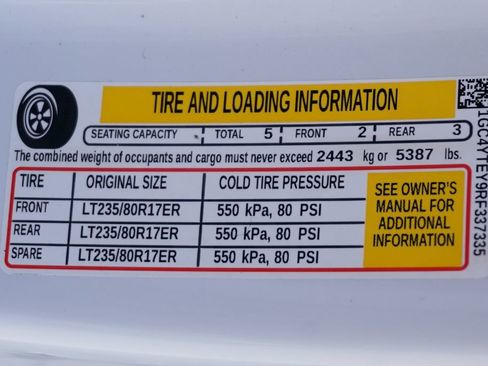 TIRE AND LOADING INFORMATION
SEATING CAPACITY TOTAL 5 FRONT 2 REAR 3
The combined weight of occupants and cargo must never exceed 2443 kg or 5387 lbs.
TIRE ORIGINAL SIZE COLD TIRE PRESSURE
FRONT LT235/80R17ER 550 kPa, 80 PSI
REAR LT235/80R17ER 550 kPa, 80 PSI
SPARE LT235/80R17ER 550 kPa, 80 PSI
SEE OWNER'S
MANUAL FOR
ADDITIONAL
INFORMATION
1GC4YTEY9RF337335